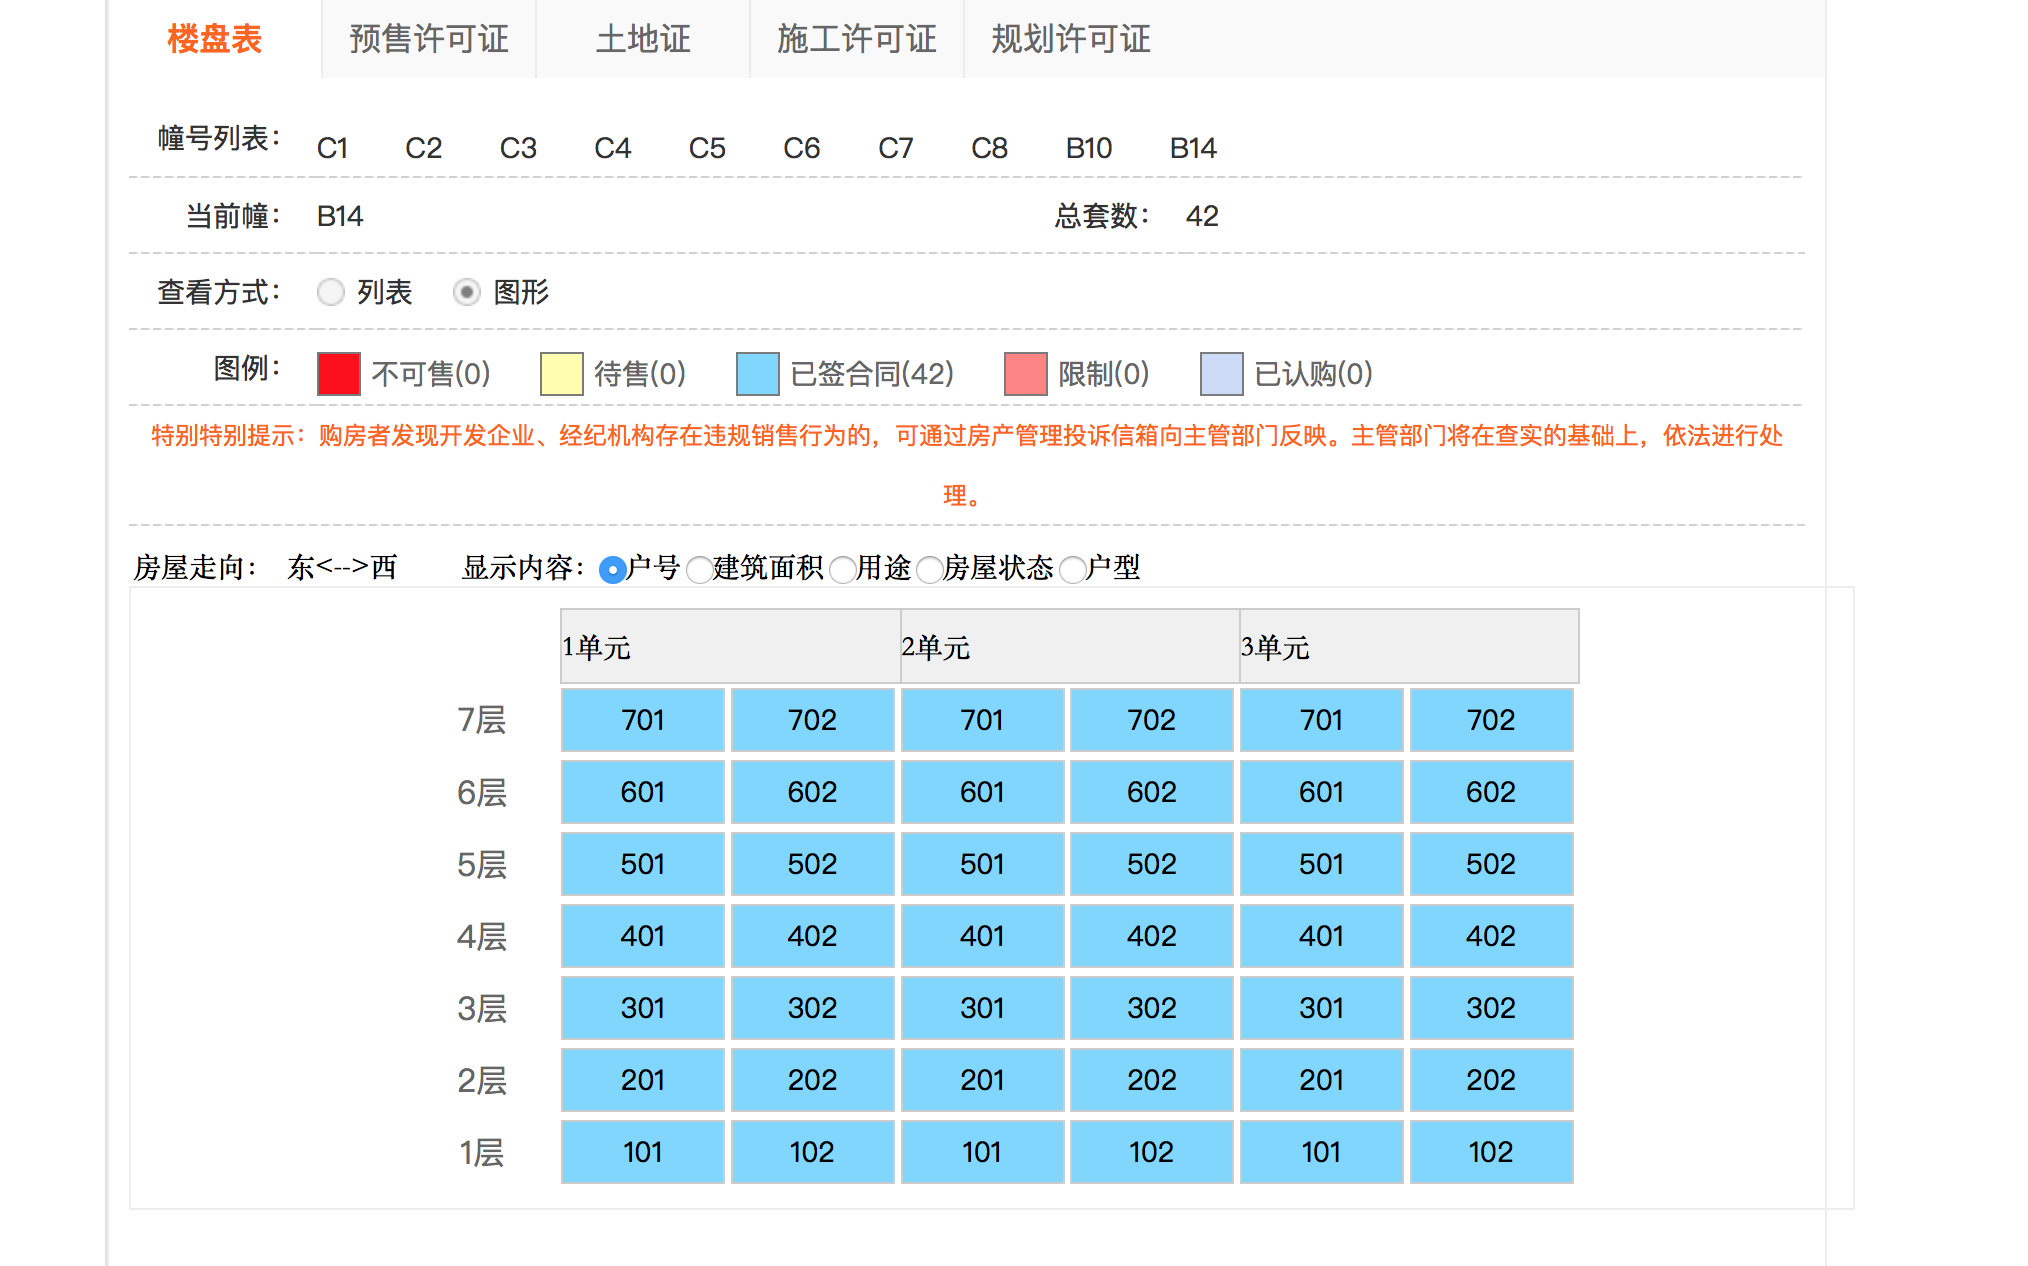 楼盘表 预售许可证 土地证 施工许可证 规划许可证
幢号列表： C1 C2 C3 C4 C5 C6 C7 C8 B10 B14
当前幢： B14 总套数： 42
查看方式： 列表 图形
图例： 不可售(0) 待售(0) 已签合同(42) 限制(0) 已认购(0)
特别特别提示：购房者发现开发企业、经纪机构存在违规销售行为的，可通过房产管理投诉信箱向主管部门反映。主管部门将在查实的基础上，依法进行处
理。
房屋走向： 东<-->西 显示内容： 户号 建筑面积 用途 房屋状态 户型
1单元 2单元 3单元
7层 701 702 701 702 701 702
6层 601 602 601 602 601 602
5层 501 502 501 502 501 502
4层 401 402 401 402 401 402
3层 301 302 301 302 301 302
2层 201 202 201 202 201 202
1层 101 102 101 102 101 102